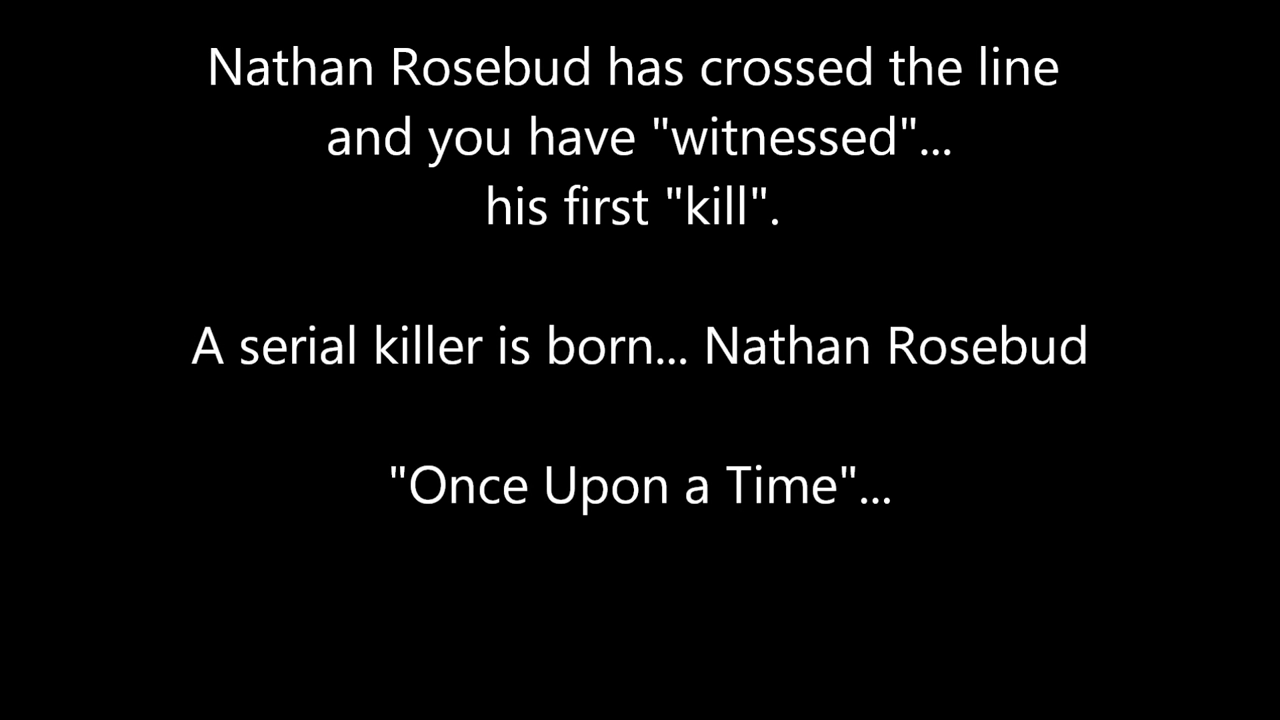 Nathan Rosebud has crossed the line
and you have "witnessed"...
his first "kill".
A serial killer is born... Nathan Rosebud
"Once Upon a Time"...